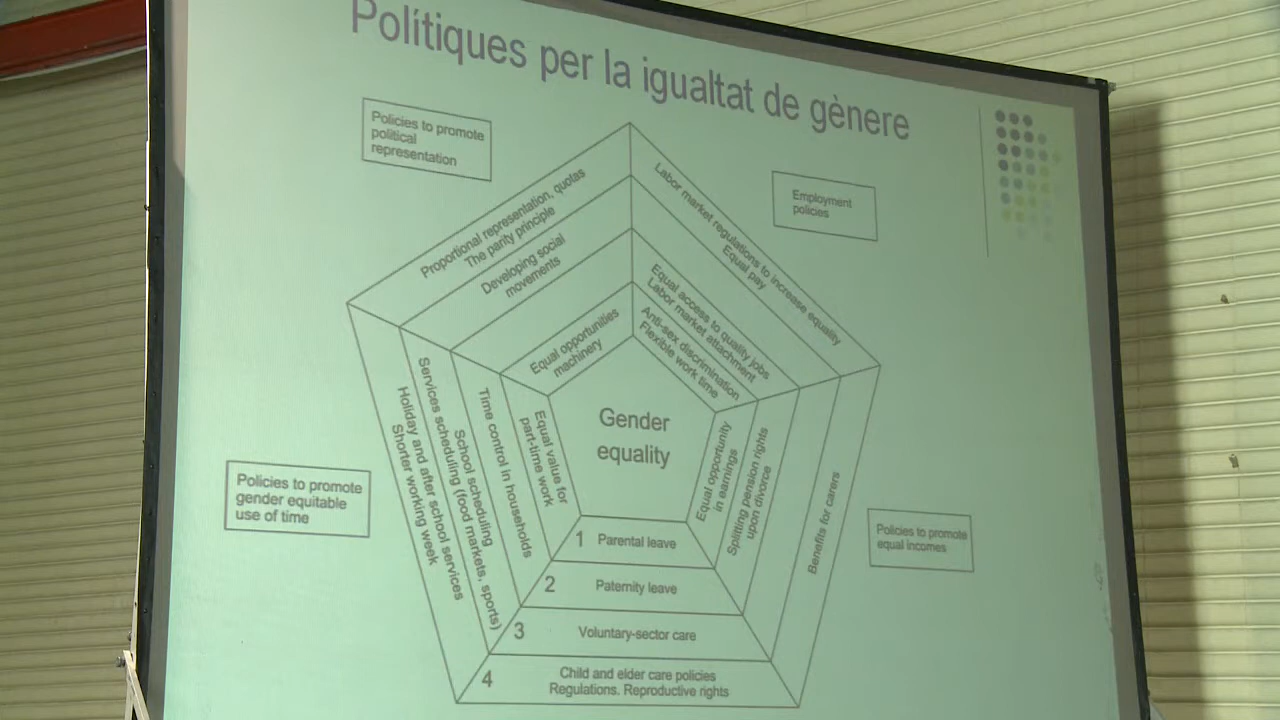 Polítiques per la igualtat de gènere
Policies to promote
political
representation
Employment
policies
Proportional representation, quotas
The parity principle
Developing social
movements
Equal opportunities
machinery
Labor market regulations to increase equality
Equal pay
Equal access to quality jobs
Labor market attachment
Anti-sex discrimination
Flexible work time
Gender
equality
Holiday and after school services
Shorter working week
School scheduling
Services scheduling (food markets, sports)
Time control in households
Equal value for
part-time work
Equal opportunity
in earnings
Splitting pension rights
upon divorce
Benefits for carers
Policies to promote
gender equitable
use of time
Policies to promote
equal incomes
1 Parental leave
2 Paternity leave
3 Voluntary-sector care
4 Child and elder care policies
Regulations. Reproductive rights